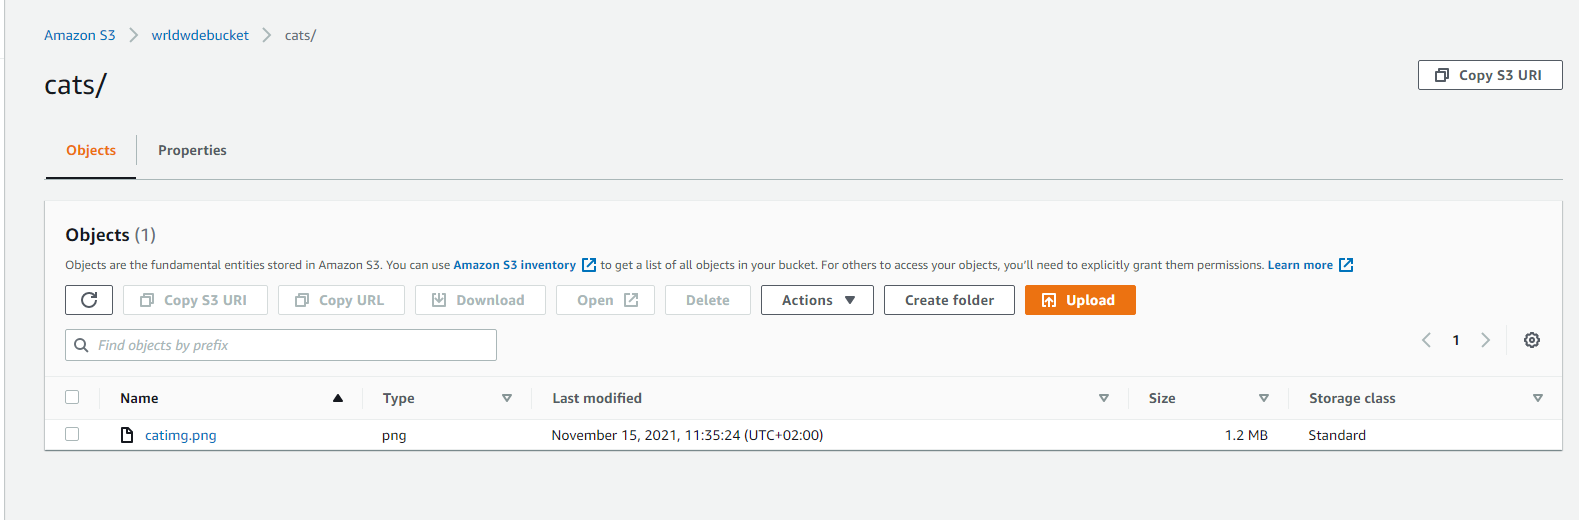 Amazon S3 > wrldwdebucket > cats/
cats/
Copy S3 URI
Objects Properties
Objects (1)
Objects are the fundamental entities stored in Amazon S3. You can use Amazon S3 inventory to get a list of all objects in your bucket. For others to access your objects, you'll need to explicitly grant them permissions. Learn more
Copy S3 URI Copy URL Download Open Delete Actions Create folder Upload
Find objects by prefix
1
Name Type Last modified Size Storage class
catimg.png png November 15, 2021, 11:35:24 (UTC+02:00) 1.2 MB Standard